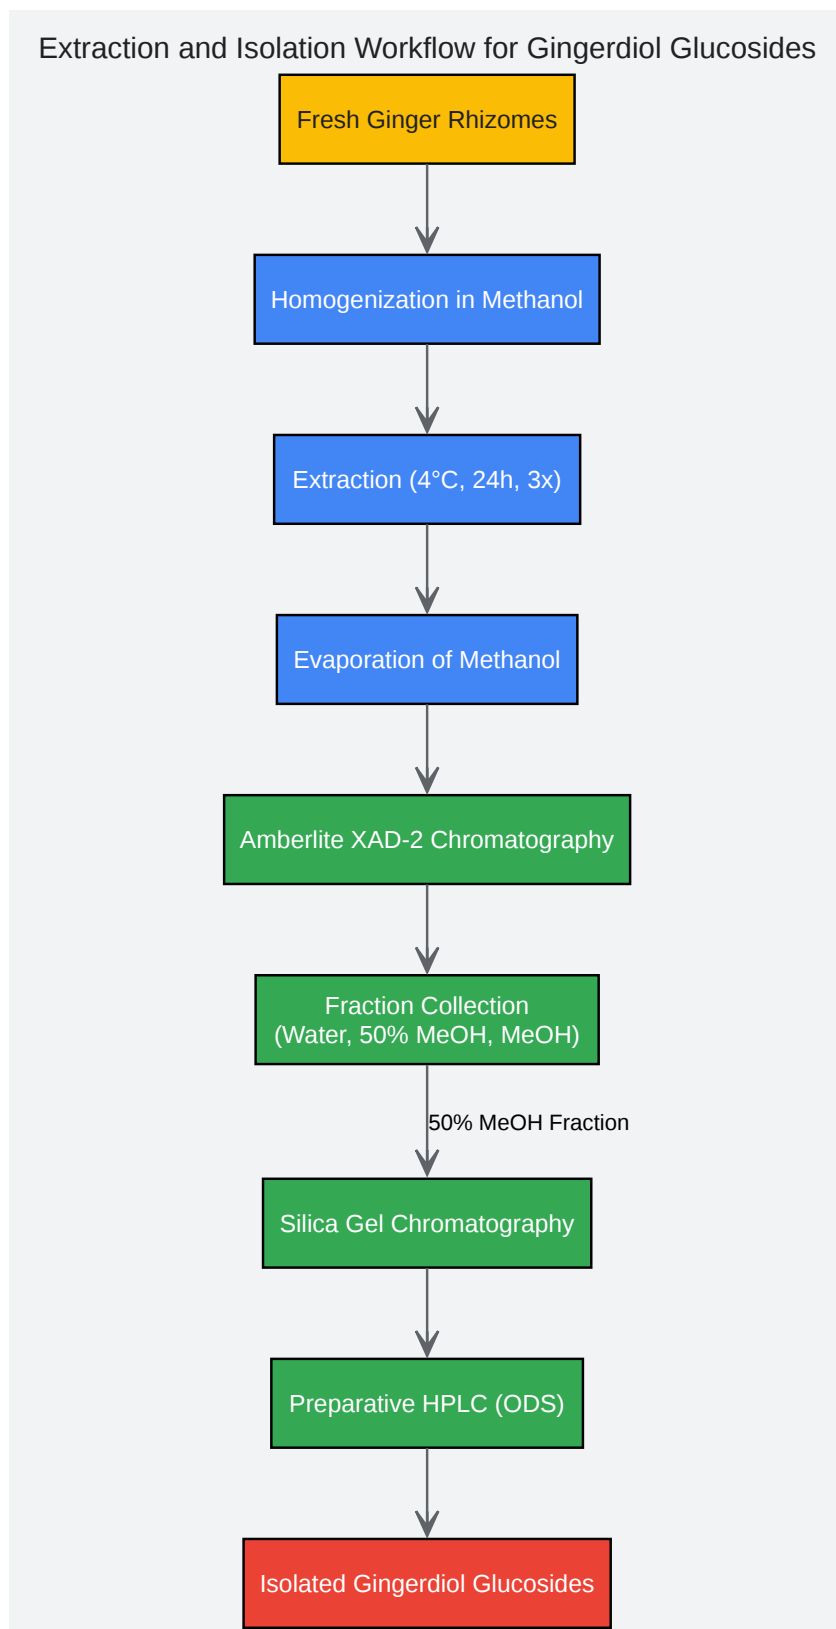 Extraction and Isolation Workflow for Gingerdiol Glucosides
Fresh Ginger Rhizomes
Homogenization in Methanol
Extraction (4°C, 24h, 3x)
Evaporation of Methanol
Amberlite XAD-2 Chromatography
Fraction Collection
(Water, 50% MeOH, MeOH)
50% MeOH Fraction
Silica Gel Chromatography
Preparative HPLC (ODS)
Isolated Gingerdiol Glucosides